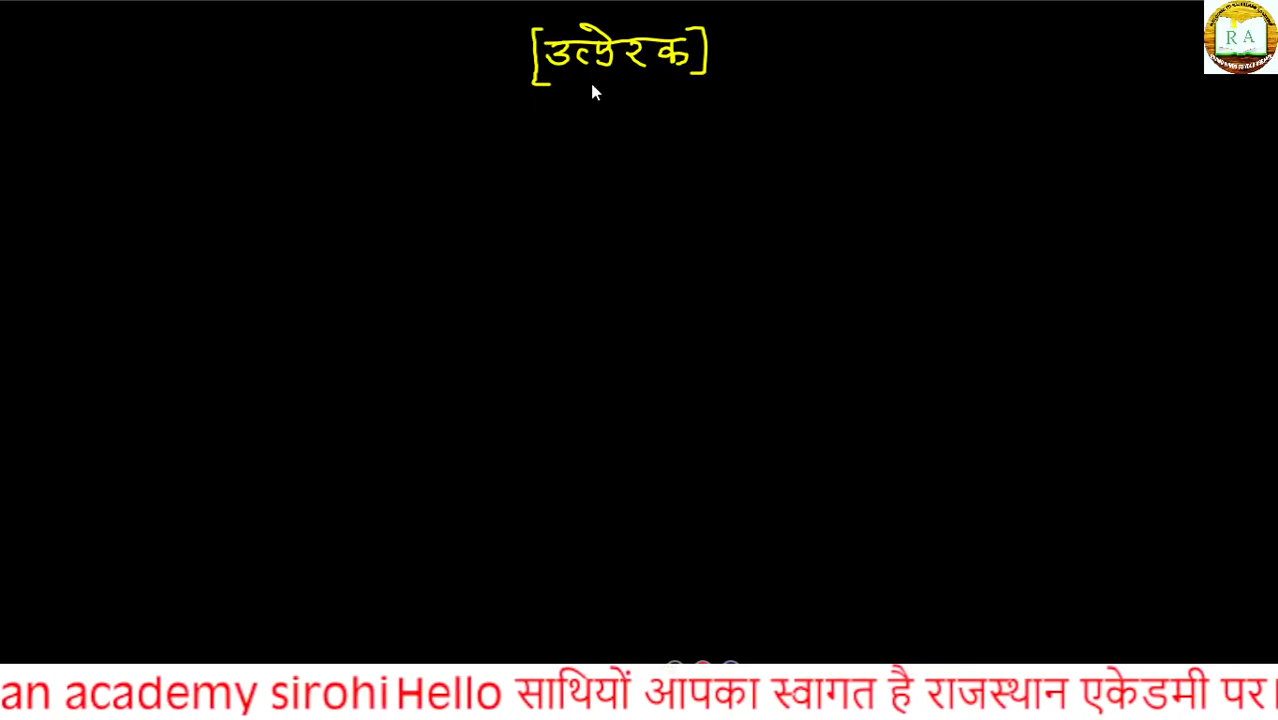 [उत्प्रेरक]
R A
an academy sirohi Hello साथियों आपका स्वागत है राजस्थान एकेडमी पर।